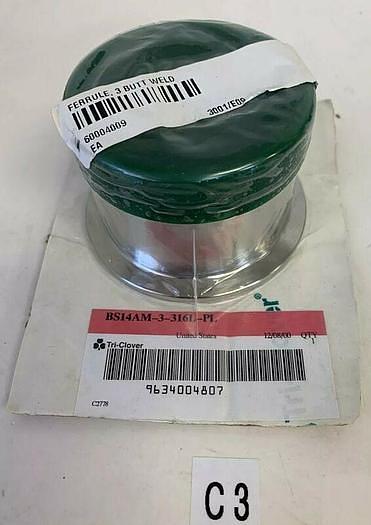 FERRULE, 3 BUTT WELD
60004009
EA
3001/E09
BS14AM-3-316L-PL
United States 12/08/00 QTY
1
Tri-Clover
9634004807
C2778
C3